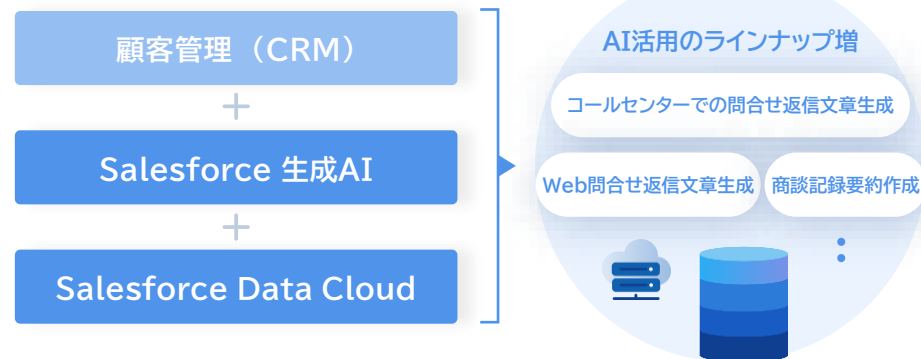 顧客管理（CRM）
+
Salesforce 生成AI
+
Salesforce Data Cloud
AI活用のラインナップ増
コールセンターでの問合せ返信文章生成
Web問合せ返信文章生成
商談記録要約作成